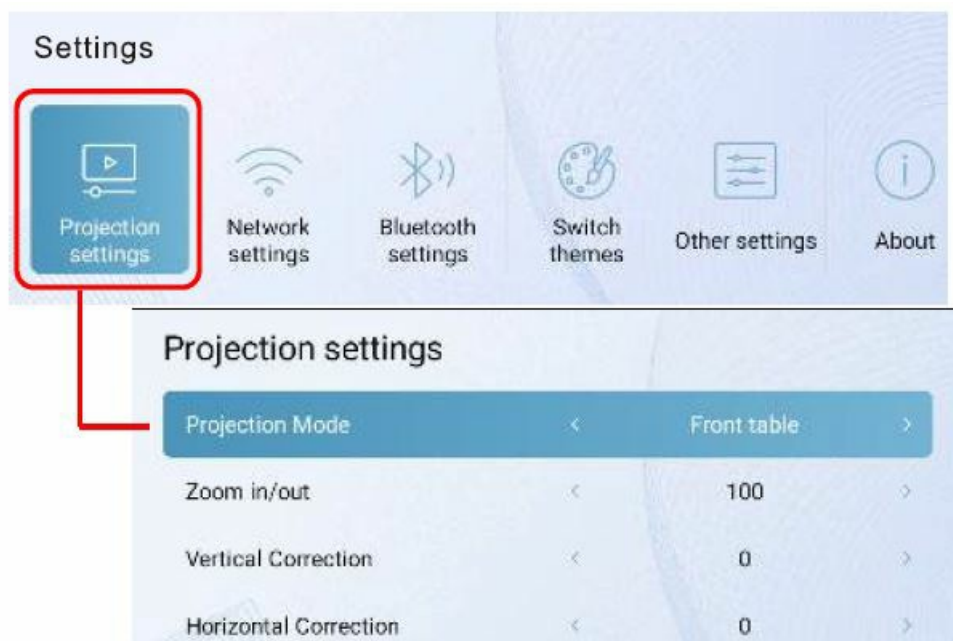 Settings
Projection
settings
Network
settings
Bluetooth
settings
Switch
themes
Other settings
About
Projection settings
Projection Mode < Front table >
Zoom in/out < 100 >
Vertical Correction < 0 >
Horizontal Correction < 0 >